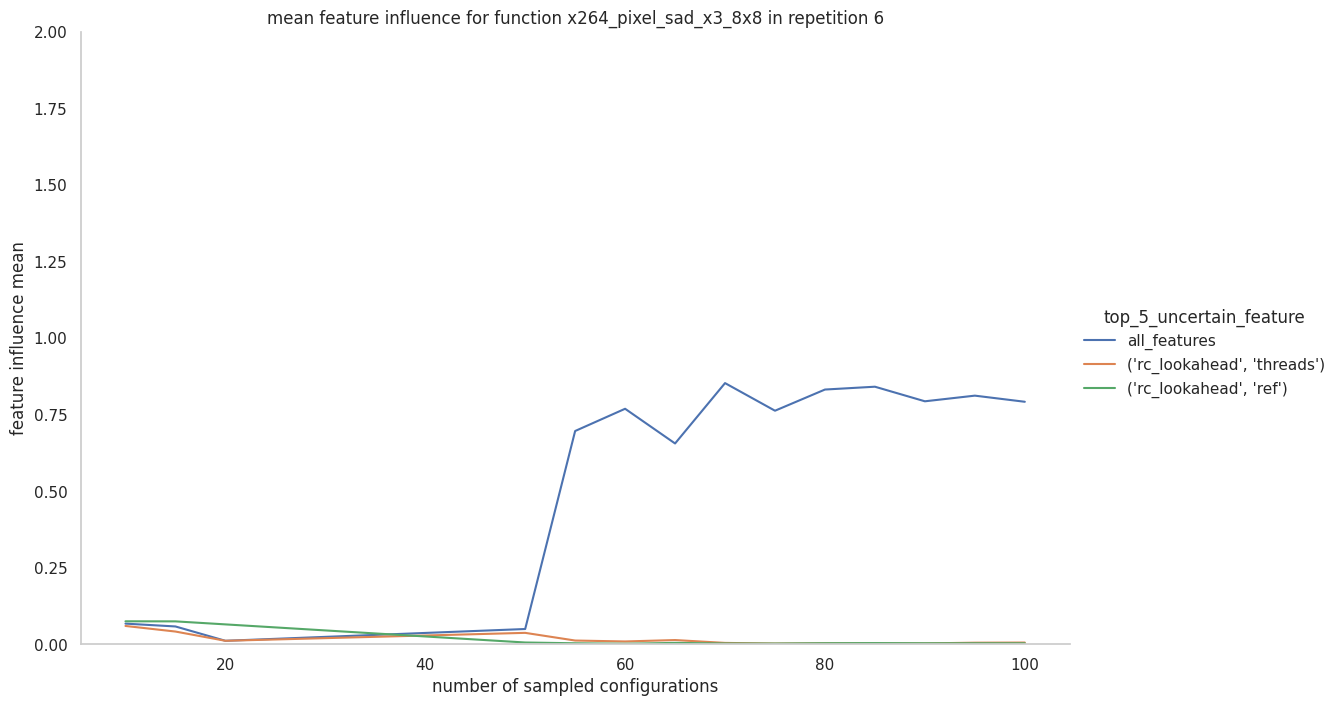 mean feature influence for function x264_pixel_sad_x3_8x8 in repetition 6
2.00
1.75
1.50
1.25
1.00
0.75
0.50
0.25
0.00
feature influence mean
20
40
60
80
100
number of sampled configurations
top_5_uncertain_feature
all_features
('rc_lookahead', 'threads')
('rc_lookahead', 'ref')